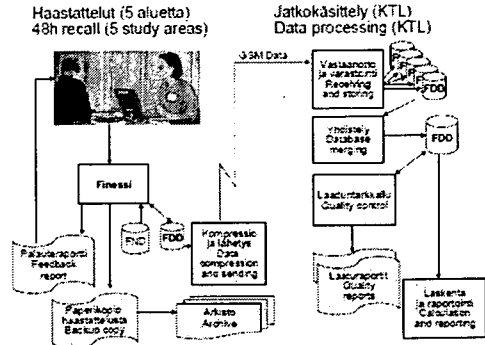 Haastattelut (5 aluetta)
48h recall (5 study areas)
Jatkokäsittely (KTL)
Data processing (KTL)
GSM Data
Vastaanotto
ja varastointi
Receiving
and storing
FDD
Yhdistely
Database
merging
FDD
Laaduntarkkailu
Quality control
Laaturaportit
Quality
reports
Laskenta
ja raportointi
Calculation
and reporting
Finessi
FND
FDD
Kompressio
ja lähetys
Data
compression
and sending
Palauteraportti
Feedback
report
Paperikopio
haastattelusta
Backup copy
Arkisto
Archive